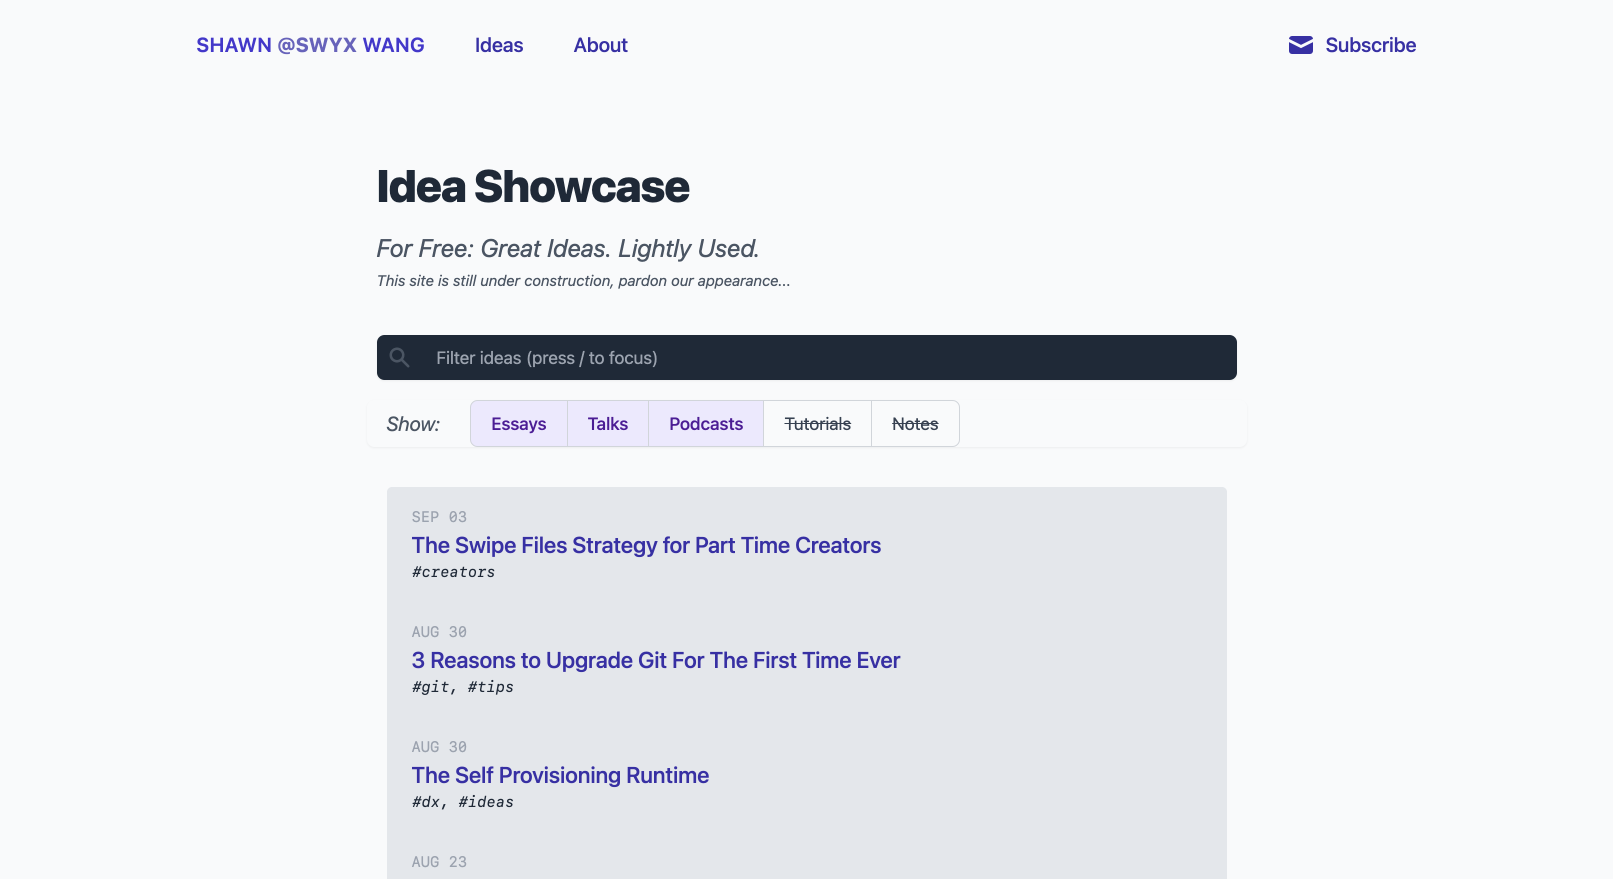 SHAWN @SWYX WANG Ideas About Subscribe
Idea Showcase
For Free: Great Ideas. Lightly Used.
This site is still under construction, pardon our appearance...
Filter ideas (press / to focus)
Show: Essays Talks Podcasts Tutorials Notes
SEP 03
The Swipe Files Strategy for Part Time Creators
#creators
AUG 30
3 Reasons to Upgrade Git For The First Time Ever
#git, #tips
AUG 30
The Self Provisioning Runtime
#dx, #ideas
AUG 23